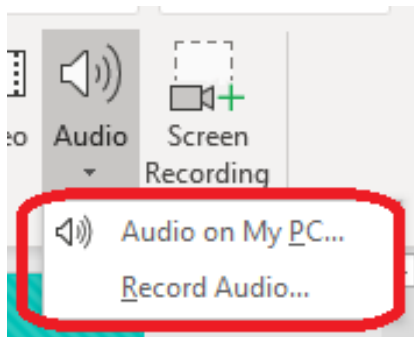 eo Audio Screen
Recording
Audio on My PC...
Record Audio...